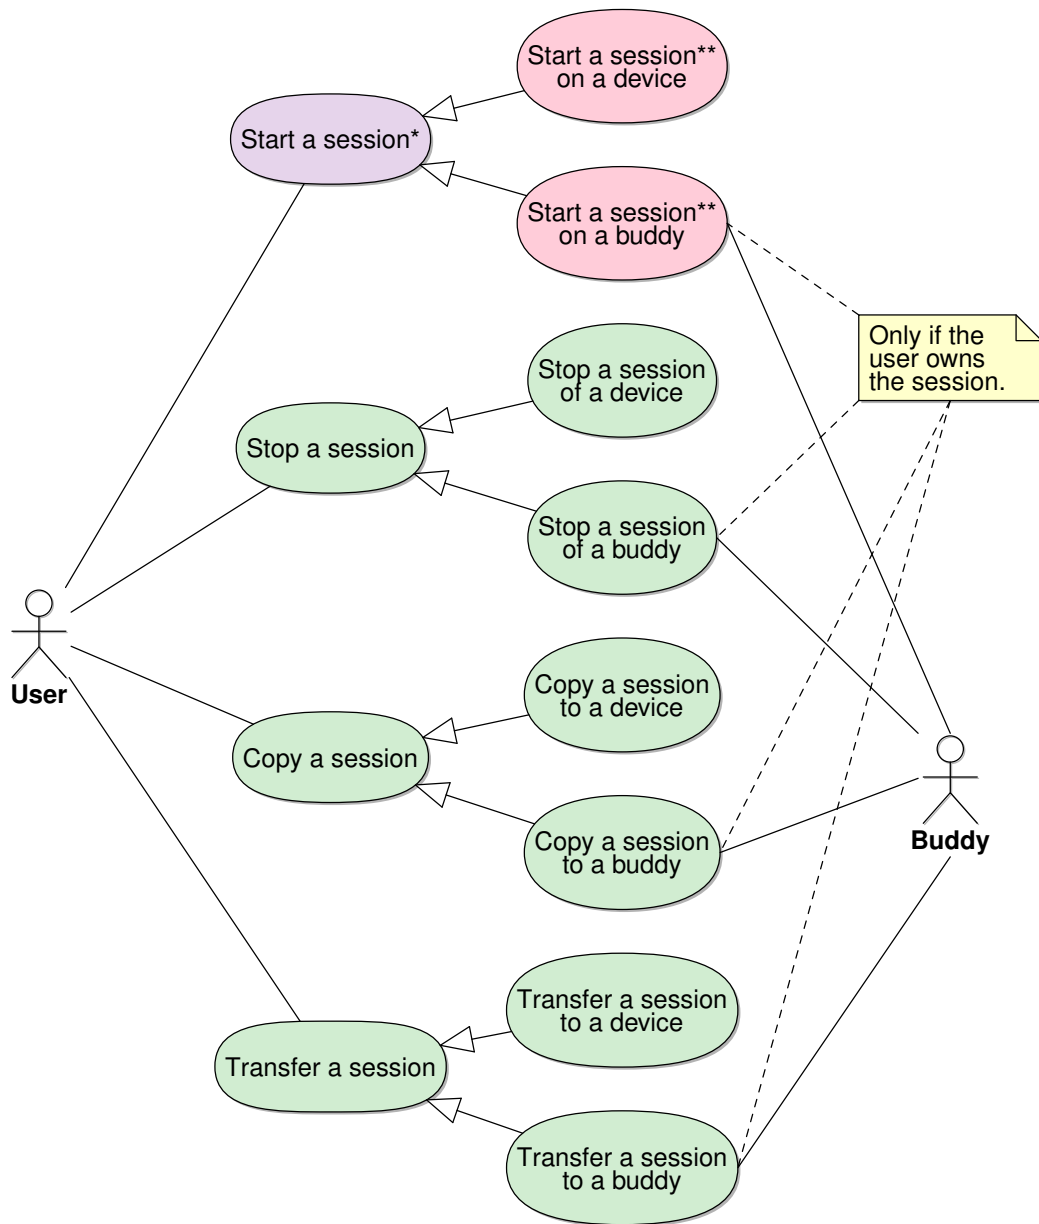 Start a session**
on a device
Start a session*
Start a session**
on a buddy
Only if the
user owns
the session.
Stop a session
of a device
Stop a session
Stop a session
of a buddy
User
Copy a session
to a device
Copy a session
Copy a session
to a buddy
Buddy
Transfer a session
to a device
Transfer a session
Transfer a session
to a buddy